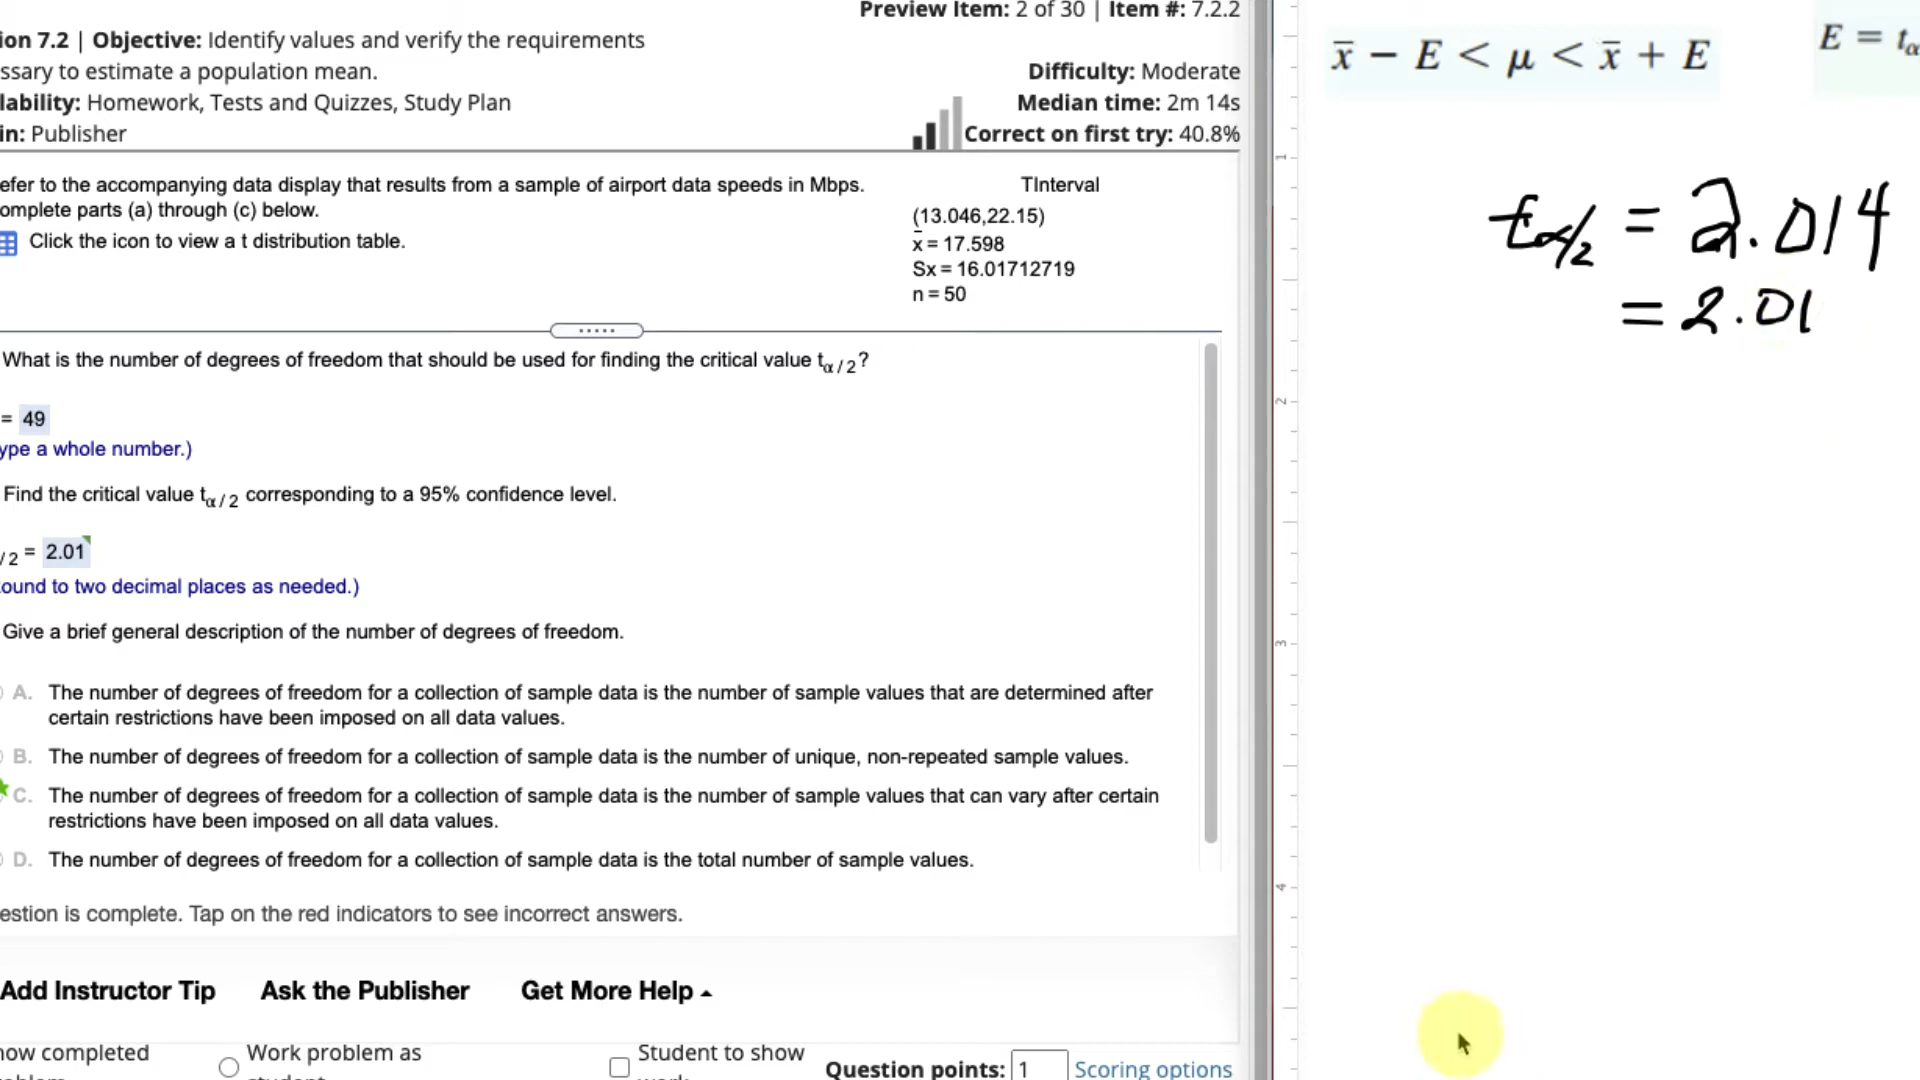 Preview Item: 2 of 30 | Item #: 7.2.2
ion 7.2 | Objective: Identify values and verify the requirements
ssary to estimate a population mean.
lability: Homework, Tests and Quizzes, Study Plan
in: Publisher
Difficulty: Moderate
Median time: 2m 14s
Correct on first try: 40.8%
efer to the accompanying data display that results from a sample of airport data speeds in Mbps.
omplete parts (a) through (c) below.
Click the icon to view a t distribution table.
TInterval
(13.046,22.15)
x̄ = 17.598
Sx = 16.01712719
n = 50
What is the number of degrees of freedom that should be used for finding the critical value tα/2?
= 49
ype a whole number.)
Find the critical value tα/2 corresponding to a 95% confidence level.
/2 = 2.01
ound to two decimal places as needed.)
Give a brief general description of the number of degrees of freedom.
A. The number of degrees of freedom for a collection of sample data is the number of sample values that are determined after
certain restrictions have been imposed on all data values.
B. The number of degrees of freedom for a collection of sample data is the number of unique, non-repeated sample values.
C. The number of degrees of freedom for a collection of sample data is the number of sample values that can vary after certain
restrictions have been imposed on all data values.
D. The number of degrees of freedom for a collection of sample data is the total number of sample values.
estion is complete. Tap on the red indicators to see incorrect answers.
Add Instructor Tip Ask the Publisher Get More Help
now completed
Work problem as
Student to show
Question points: 1 Scoring options
x̄ − E < μ < x̄ + E
E = tα
tα/2 = 2.014
= 2.01
1
2
3
4